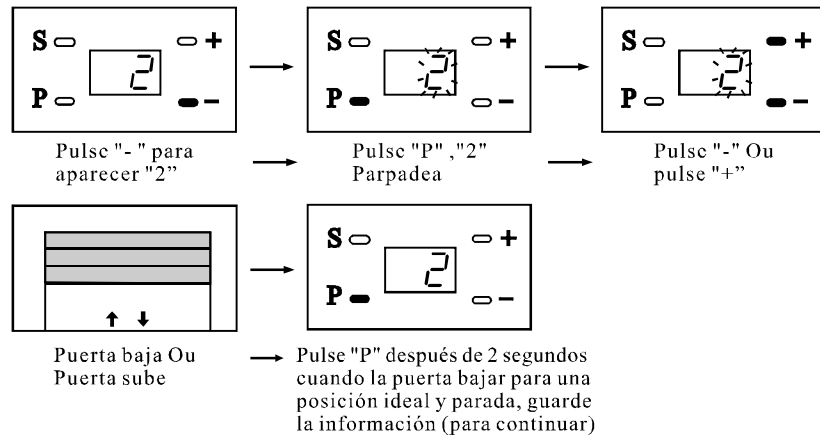 S + S + S +
2 2 2
P − P − P −
Pulse "-" para
aparecer "2”
Pulse "P" ,"2"
Parpadea
Pulse "-" Ou
pulse "+”
S +
2
P −
Puerta baja Ou
Puerta sube
Pulse "P" después de 2 segundos
cuando la puerta bajar para una
posición ideal y parada, guarde
la información (para continuar)